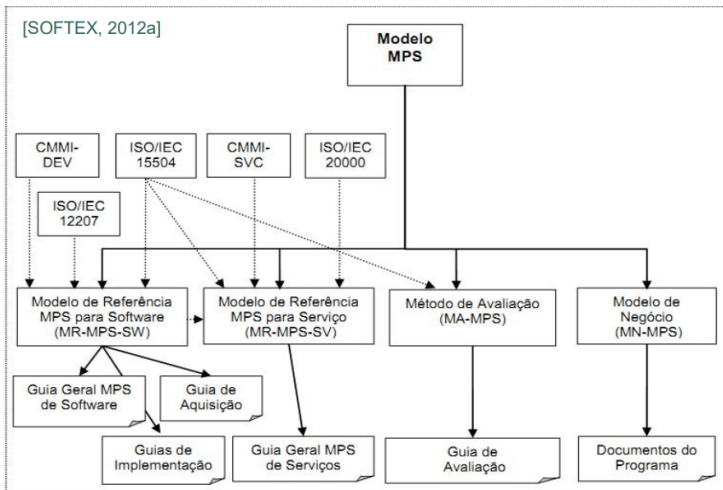 [SOFTEX, 2012a]
Modelo
MPS
CMMI-
DEV
ISO/IEC
15504
CMMI-
SVC
ISO/IEC
20000
ISO/IEC
12207
Modelo de Referência
MPS para Software
(MR-MPS-SW)
Modelo de Referência
MPS para Serviço
(MR-MPS-SV)
Método de Avaliação
(MA-MPS)
Modelo de
Negócio
(MN-MPS)
Guia Geral MPS
de Software
Guia de
Aquisição
Guias de
Implementação
Guia Geral MPS
de Serviços
Guia de
Avaliação
Documentos do
Programa